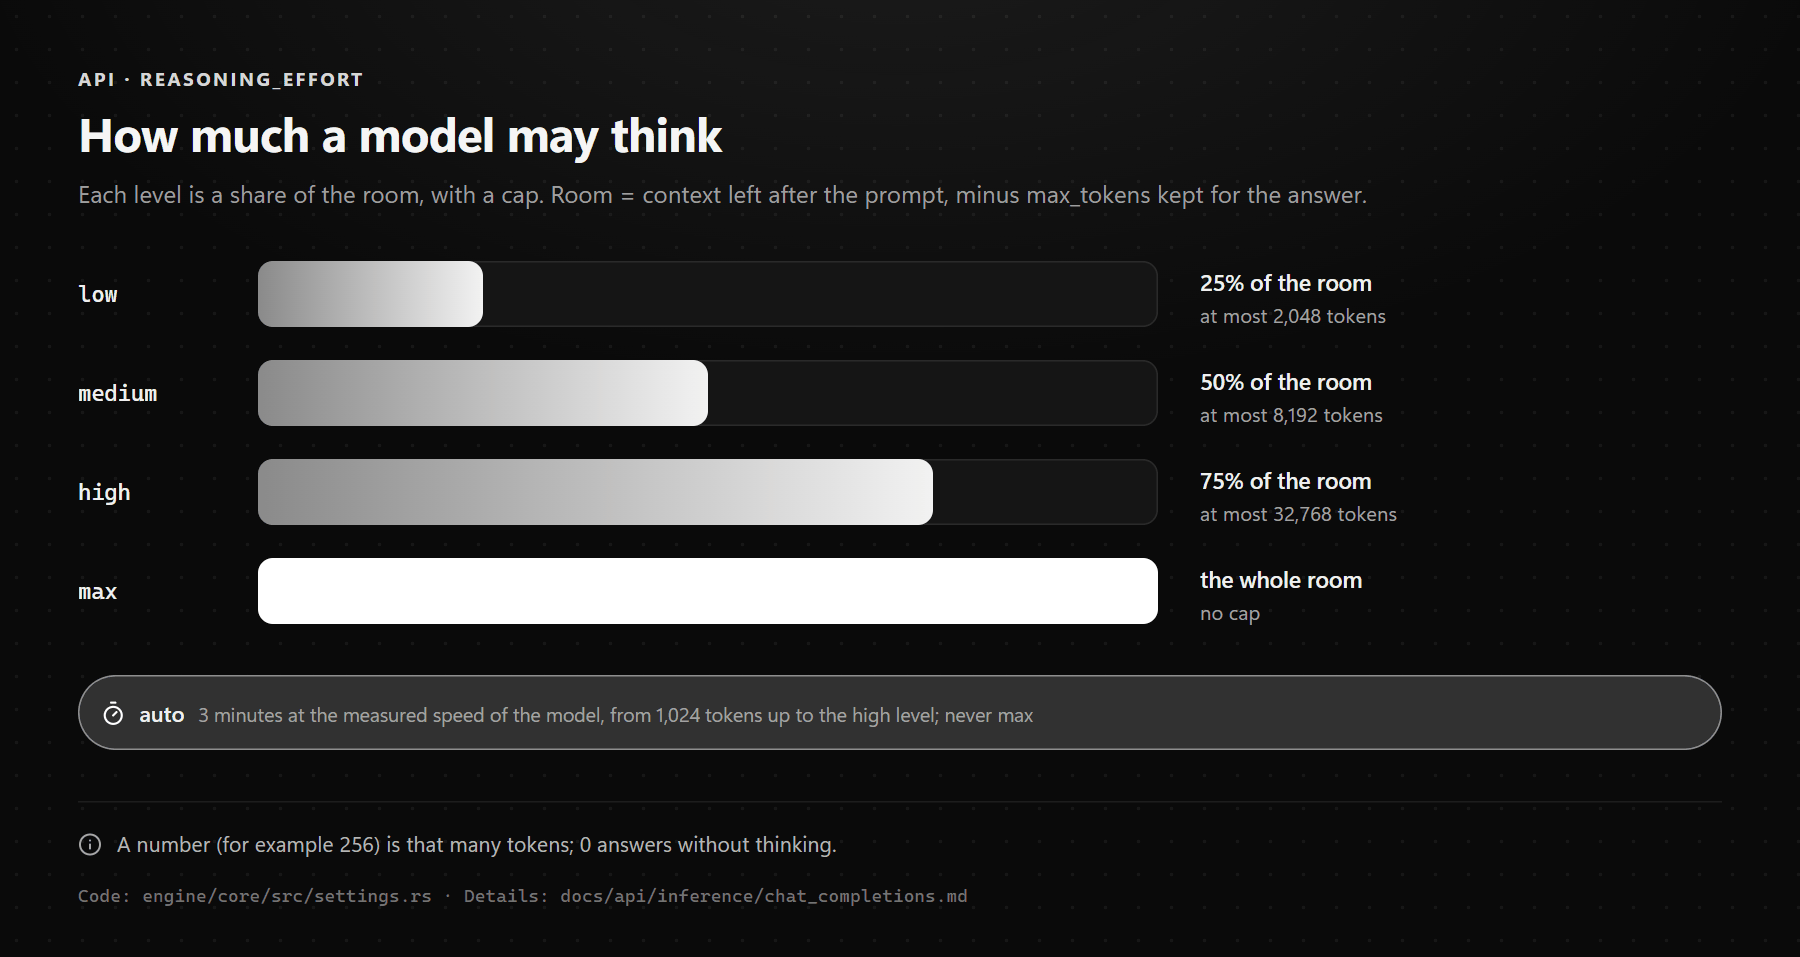 API · REASONING_EFFORT
How much a model may think
Each level is a share of the room, with a cap. Room = context left after the prompt, minus max_tokens kept for the answer.
low
25% of the room
at most 2,048 tokens
medium
50% of the room
at most 8,192 tokens
high
75% of the room
at most 32,768 tokens
max
the whole room
no cap
auto 3 minutes at the measured speed of the model, from 1,024 tokens up to the high level; never max
A number (for example 256) is that many tokens; 0 answers without thinking.
Code: engine/core/src/settings.rs · Details: docs/api/inference/chat_completions.md